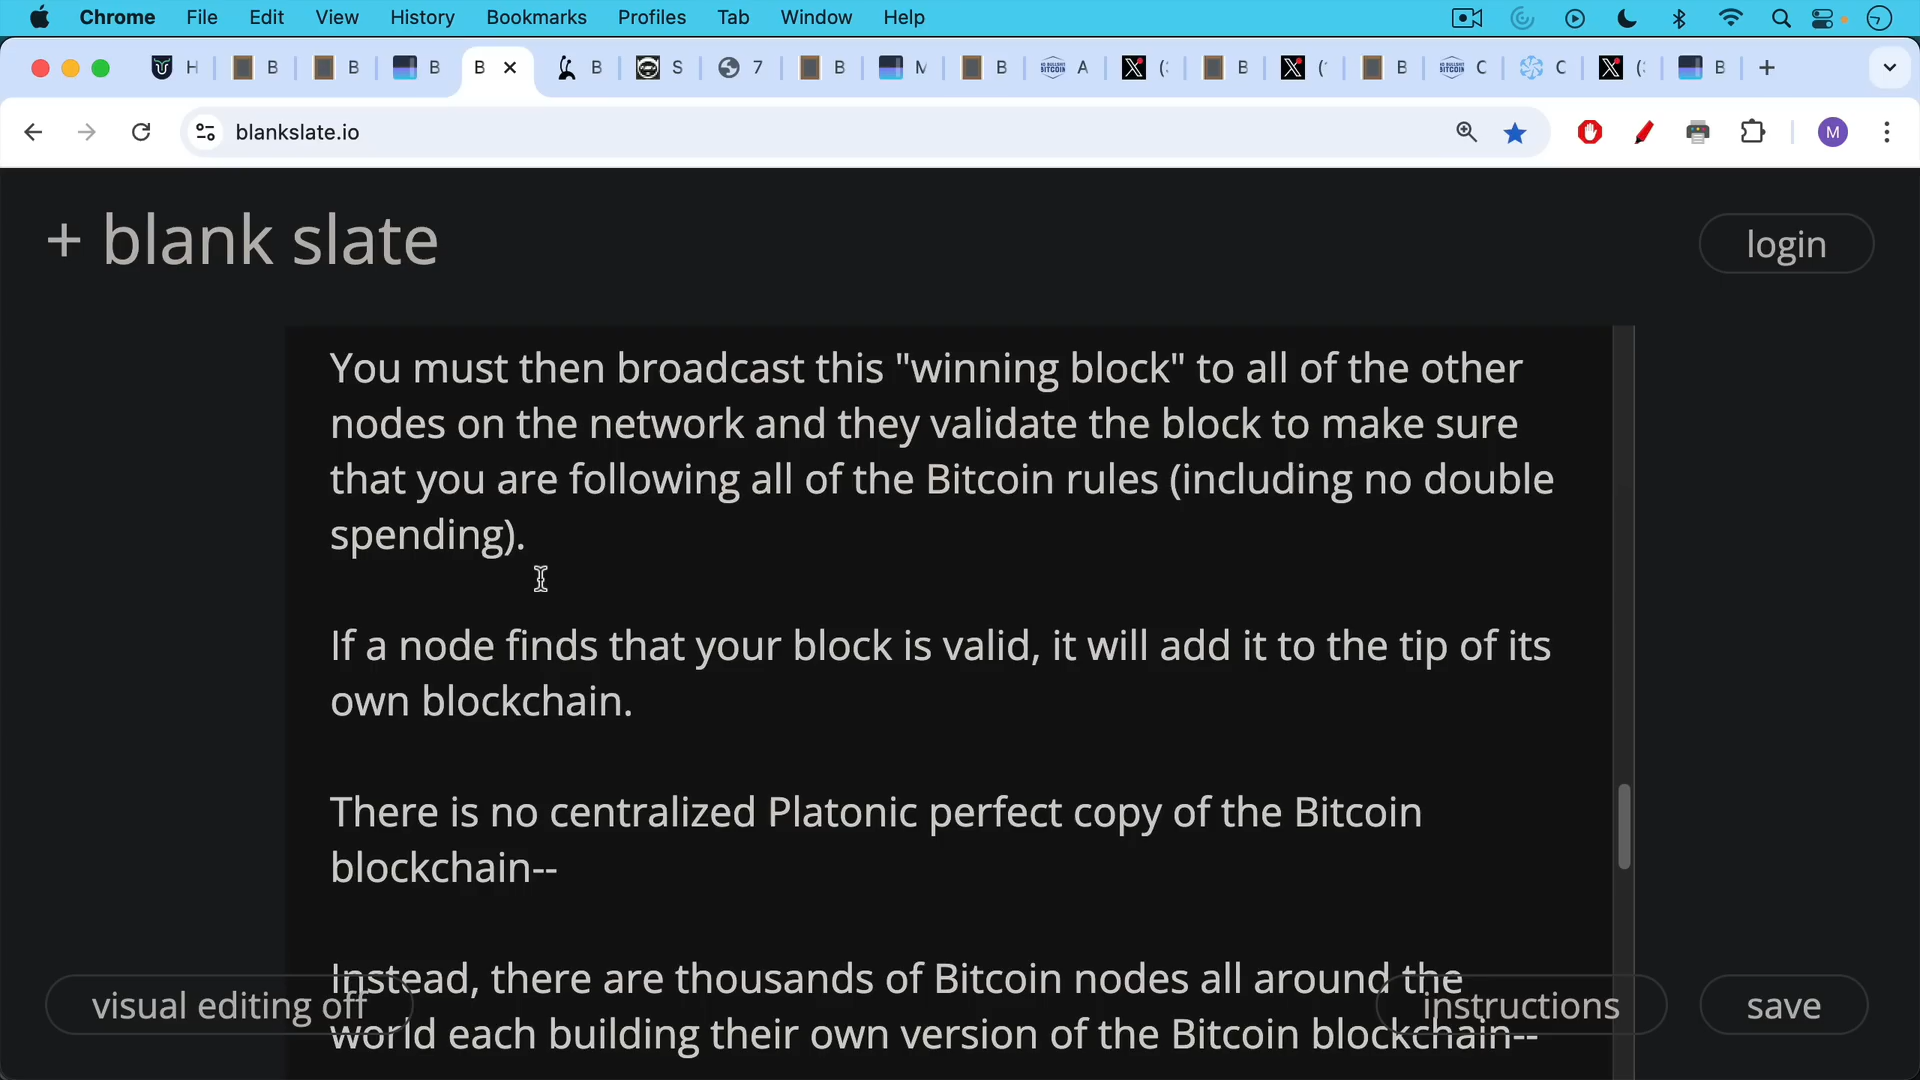 Chrome File Edit View History Bookmarks Profiles Tab Window Help
H B B B B B S 7 B M B A (: B (' B C C (: B
blankslate.io
M
+ blank slate
login
You must then broadcast this "winning block" to all of the other
nodes on the network and they validate the block to make sure
that you are following all of the Bitcoin rules (including no double
spending).
If a node finds that your block is valid, it will add it to the tip of its
own blockchain.
There is no centralized Platonic perfect copy of the Bitcoin
blockchain--
Instead, there are thousands of Bitcoin nodes all around the
world each building their own version of the Bitcoin blockchain--
visual editing off
instructions
save